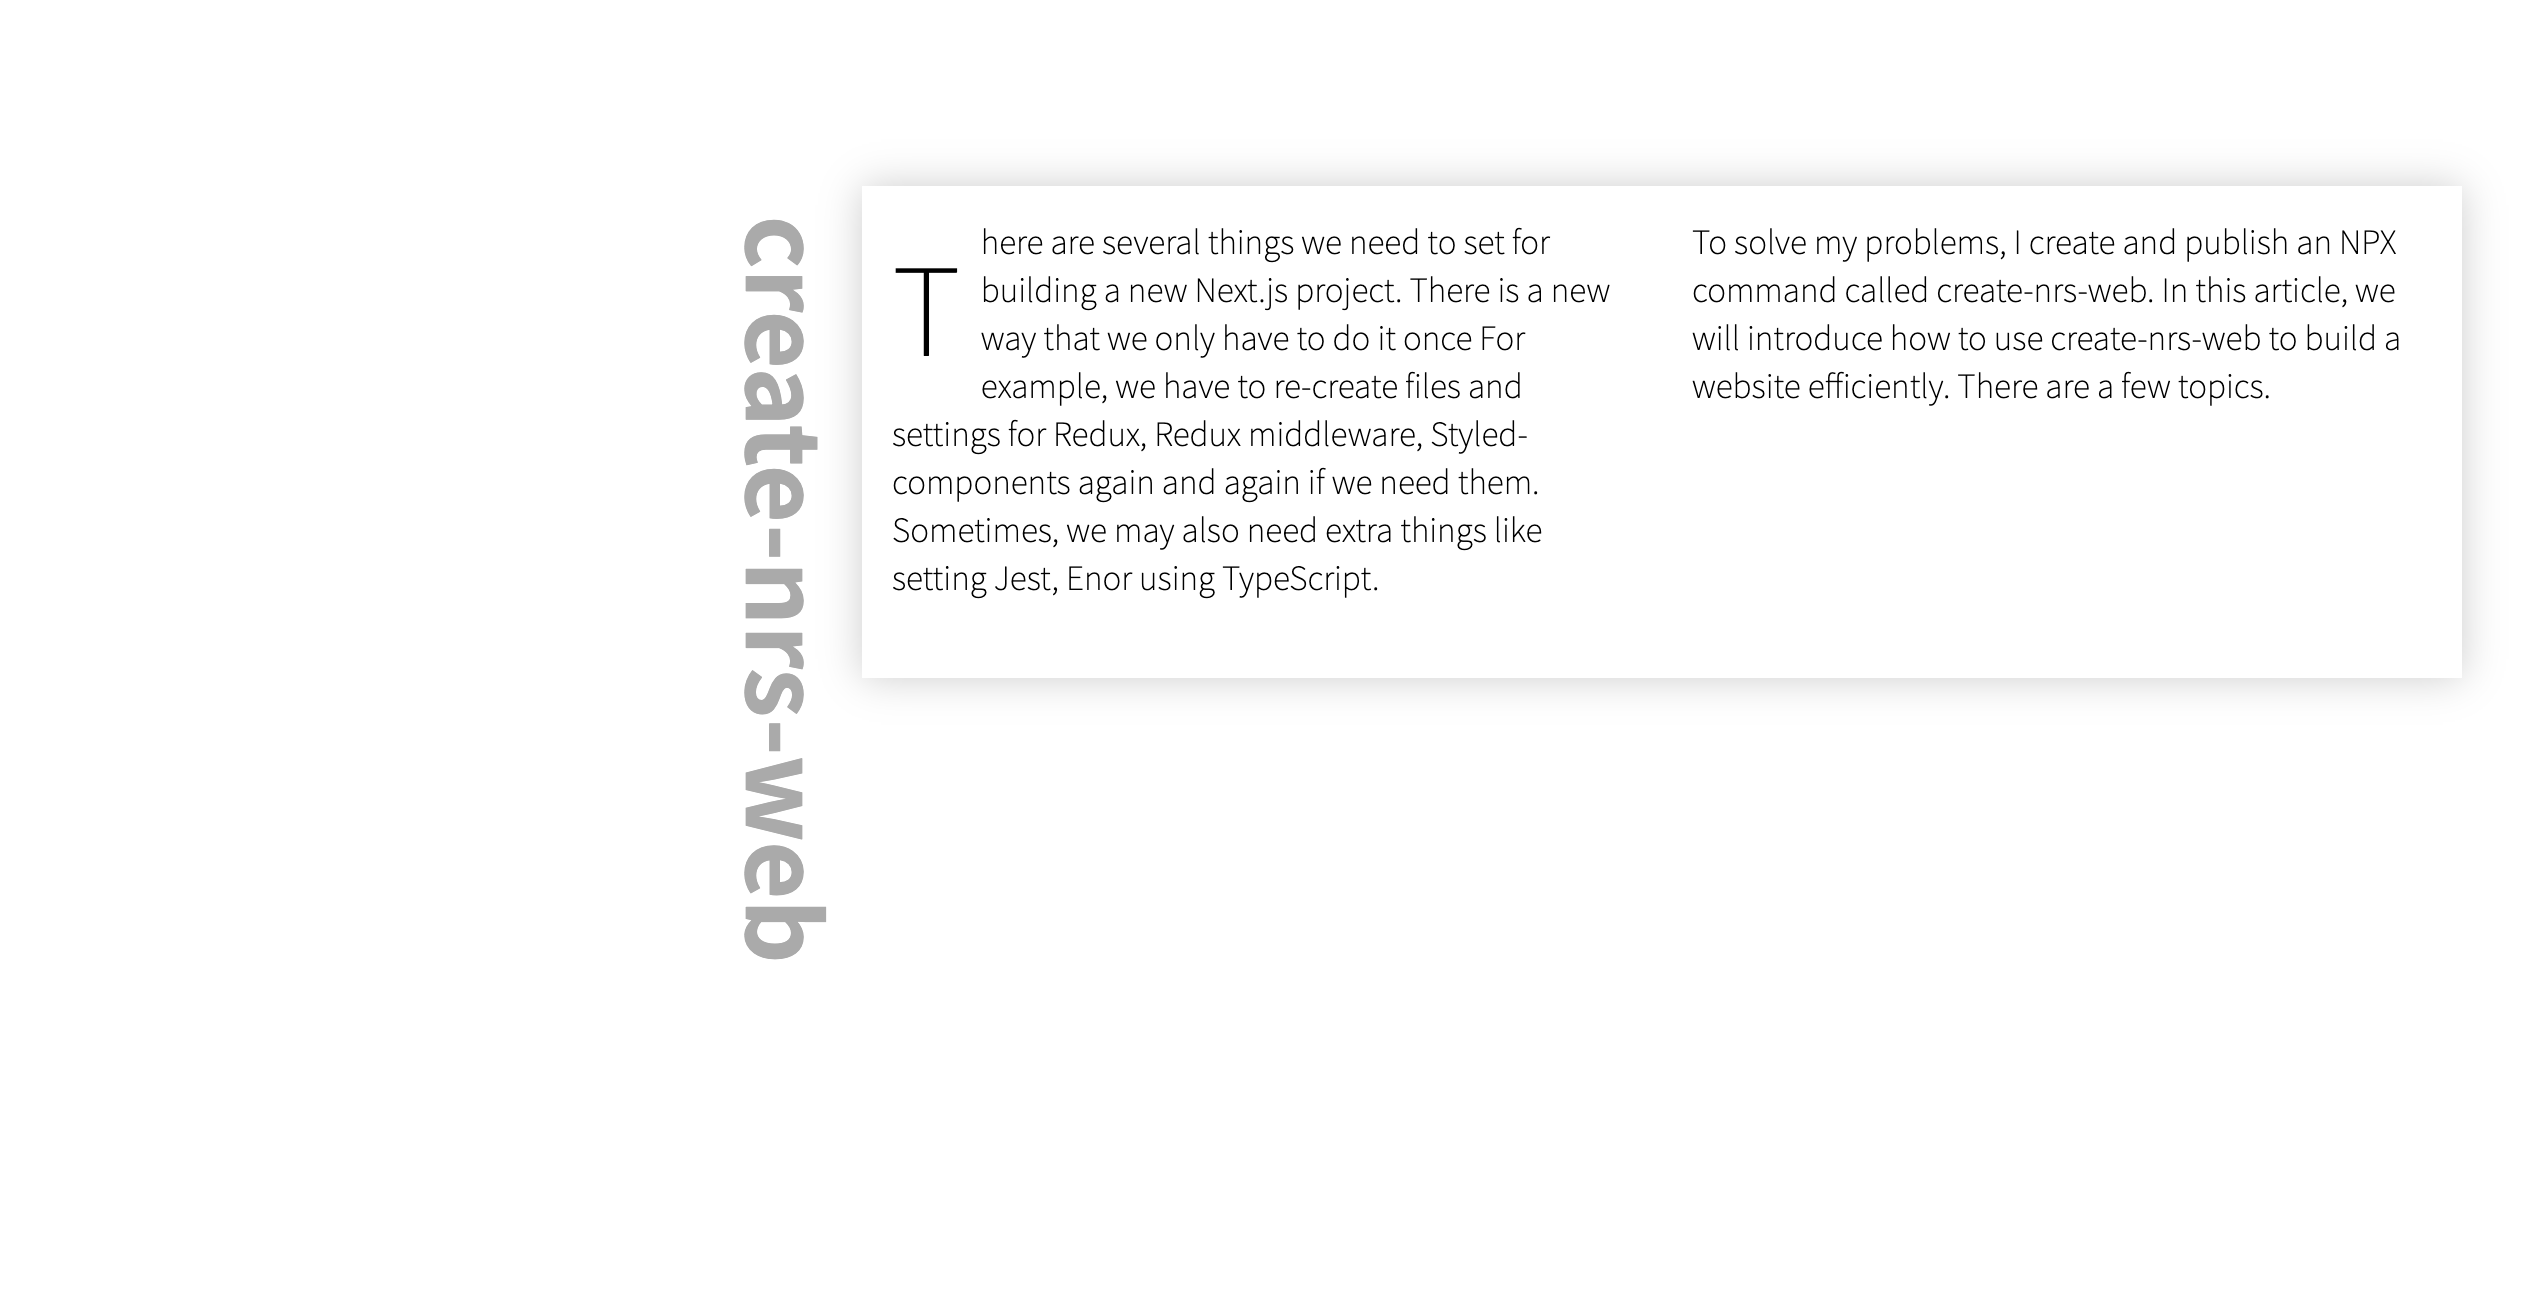 create-nrs-web
There are several things we need to set for
building a new Next.js project. There is a new
way that we only have to do it once For
example, we have to re-create files and
settings for Redux, Redux middleware, Styled-
components again and again if we need them.
Sometimes, we may also need extra things like
setting Jest, Enor using TypeScript.
To solve my problems, I create and publish an NPX
command called create-nrs-web. In this article, we
will introduce how to use create-nrs-web to build a
website efficiently. There are a few topics.